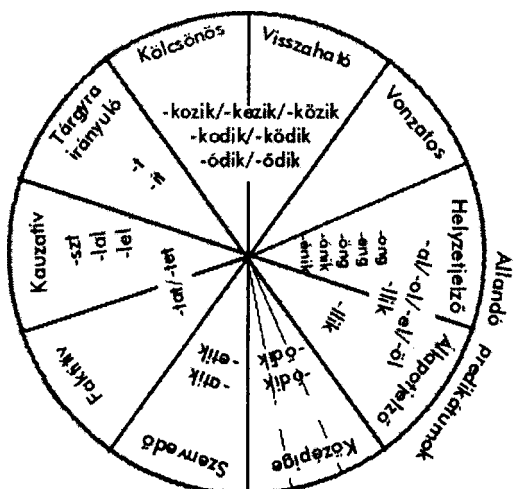 Kölcsönös
Visszaható
-kozik/-kezik/-közik
-kodik/-ködik
-ódik/-ődik
Vonzatos
Helyzetjelző
-ong
-eng
-öng
-ónik
-énik
-al/-ol/-el/-öl
-llik
-llik
Állapotjelző
Állandó predikátumok
Középige
-ódik
-ődik
Szenvedő
-etik
-atik
Faktitív
-tat/-tet
Kauzatív
-szt
-lal
-lel
Tárgyra
irányuló
-t
-ít